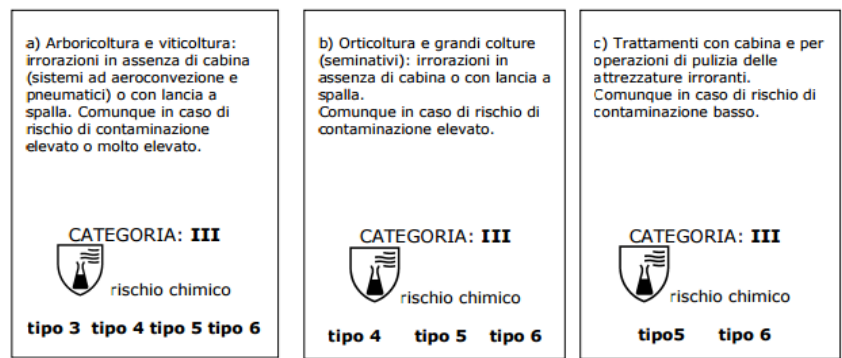 a) Arboricoltura e viticoltura:
irrorazioni in assenza di cabina
(sistemi ad aeroconvezione e
pneumatici) o con lancia a
spalla. Comunque in caso di
rischio di contaminazione
elevato o molto elevato.
CATEGORIA: III
rischio chimico
tipo 3 tipo 4 tipo 5 tipo 6
b) Orticoltura e grandi colture
(seminativi): irrorazioni in
assenza di cabina o con lancia a
spalla.
Comunque in caso di rischio di
contaminazione elevato.
CATEGORIA: III
rischio chimico
tipo 4 tipo 5 tipo 6
c) Trattamenti con cabina e per
operazioni di pulizia delle
attrezzature irroranti.
Comunque in caso di rischio di
contaminazione basso.
CATEGORIA: III
rischio chimico
tipo5 tipo 6